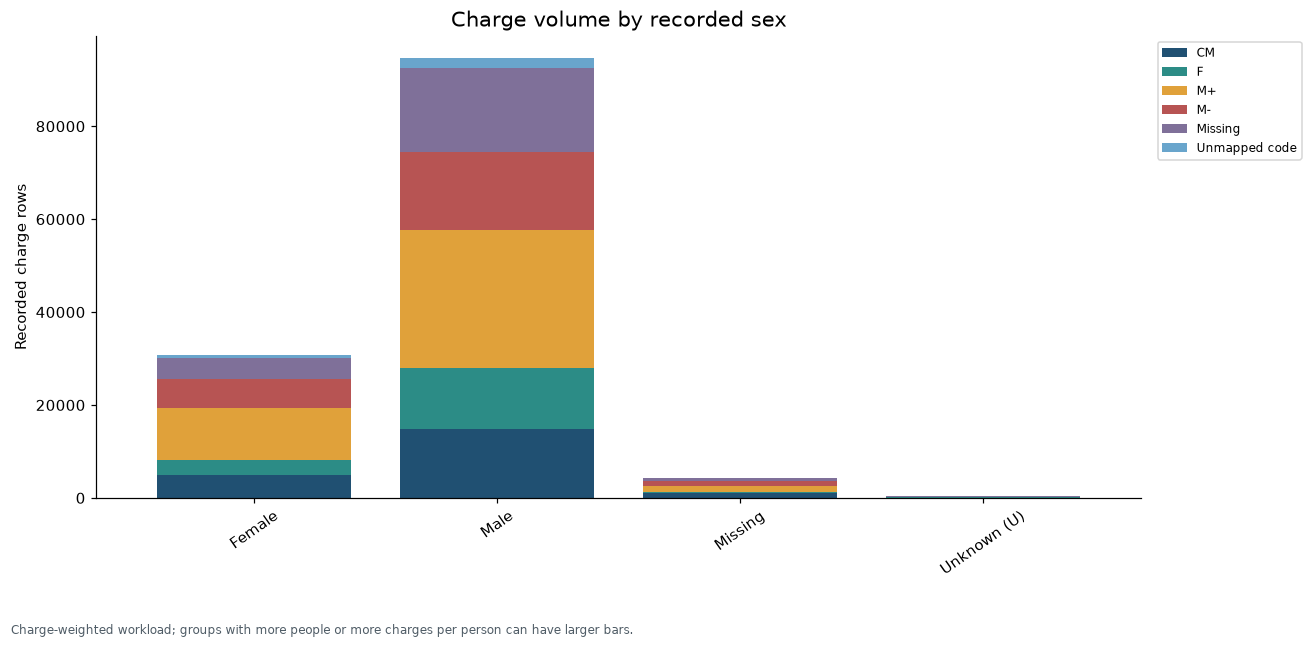 Charge volume by recorded sex
CM
F
M+
M-
Missing
Unmapped code
Recorded charge rows
80000
60000
40000
20000
0
Female
Male
Missing
Unknown (U)
Charge-weighted workload; groups with more people or more charges per person can have larger bars.